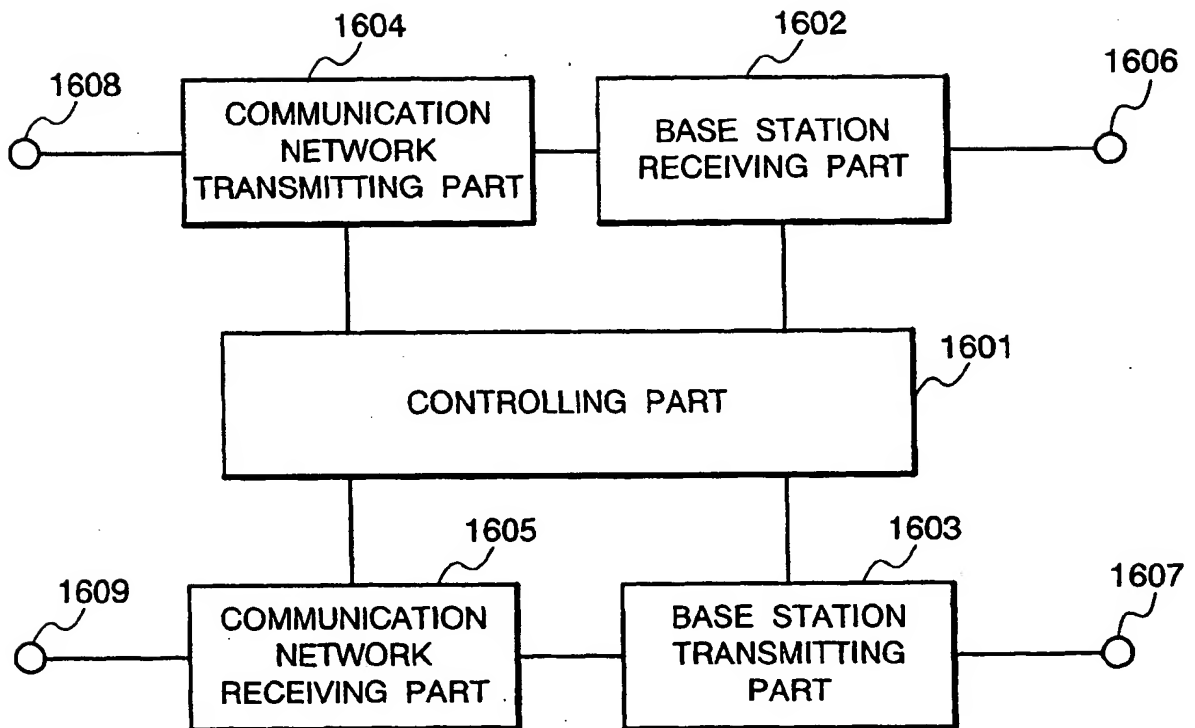 1604
1602
1608
1606
COMMUNICATION
NETWORK
TRANSMITTING PART
BASE STATION
RECEIVING PART
1601
CONTROLLING PART
1605
1603
1609
1607
COMMUNICATION
NETWORK
RECEIVING PART
BASE STATION
TRANSMITTING
PART